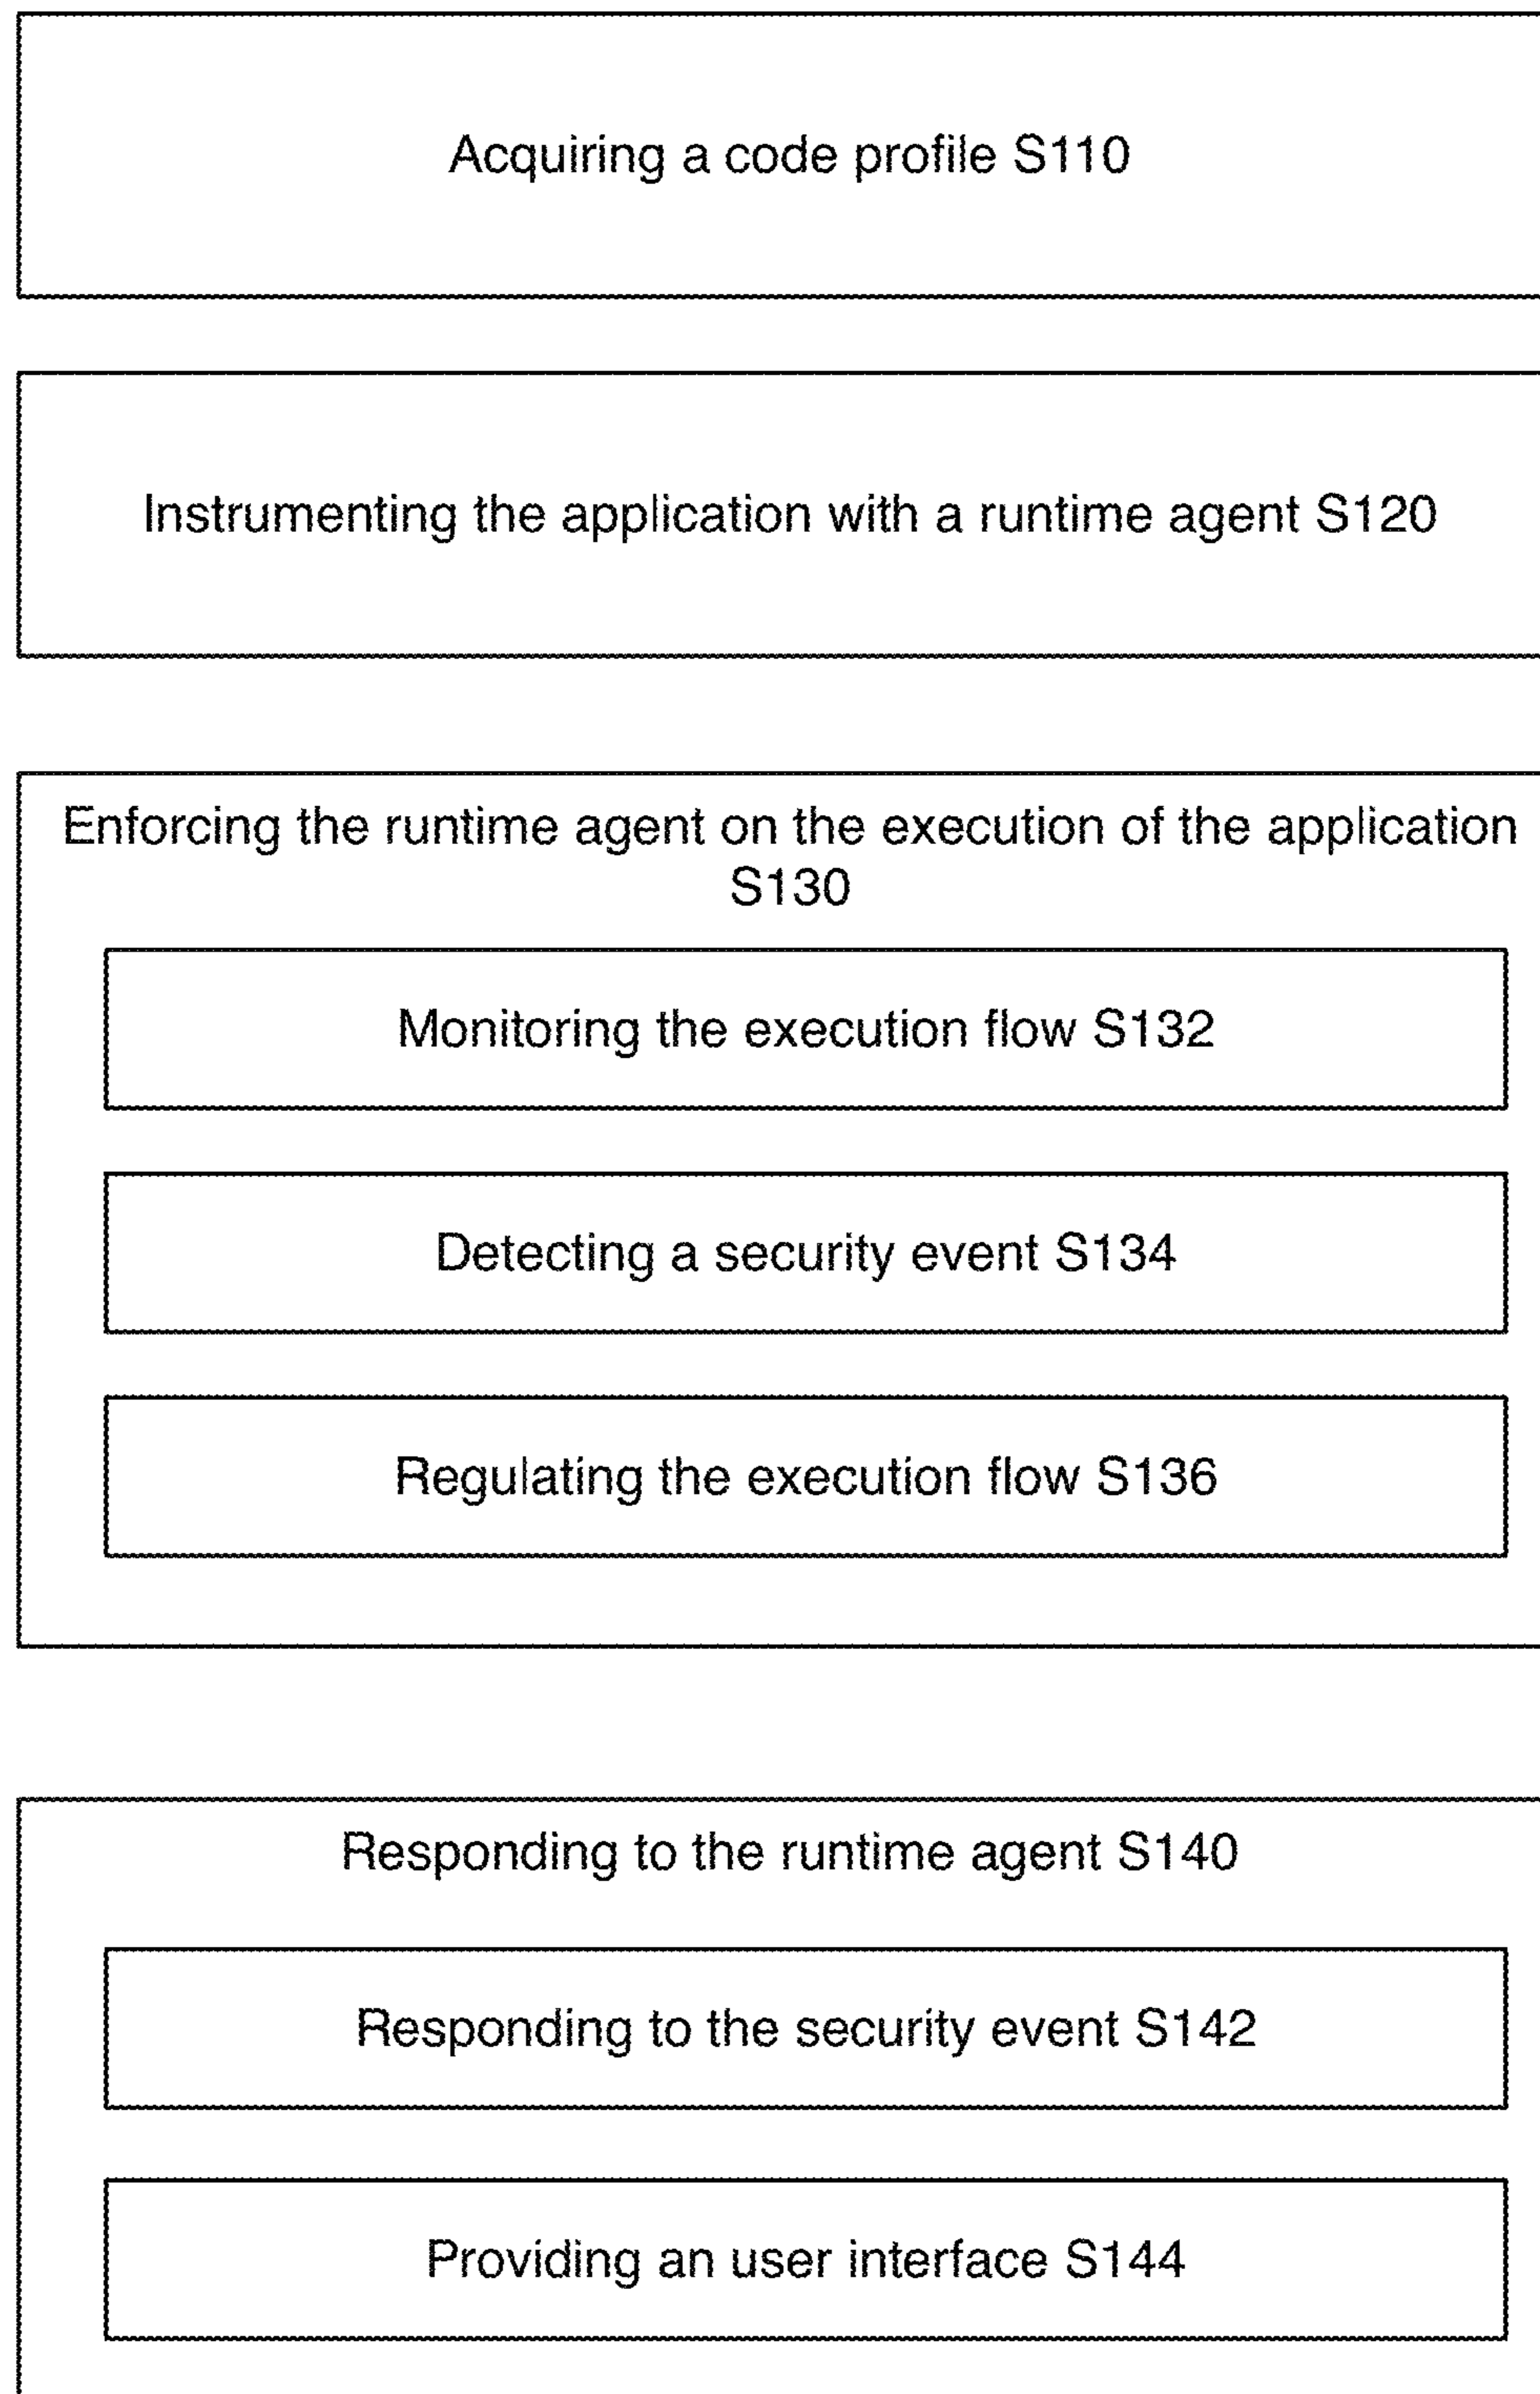 Acquiring a code profile S110
Instrumenting the application with a runtime agent S120
Enforcing the runtime agent on the execution of the application
S130
Monitoring the execution flow S132
Detecting a security event S134
Regulating the execution flow S136
Responding to the runtime agent S140
Responding to the security event S142
Providing an user interface S144